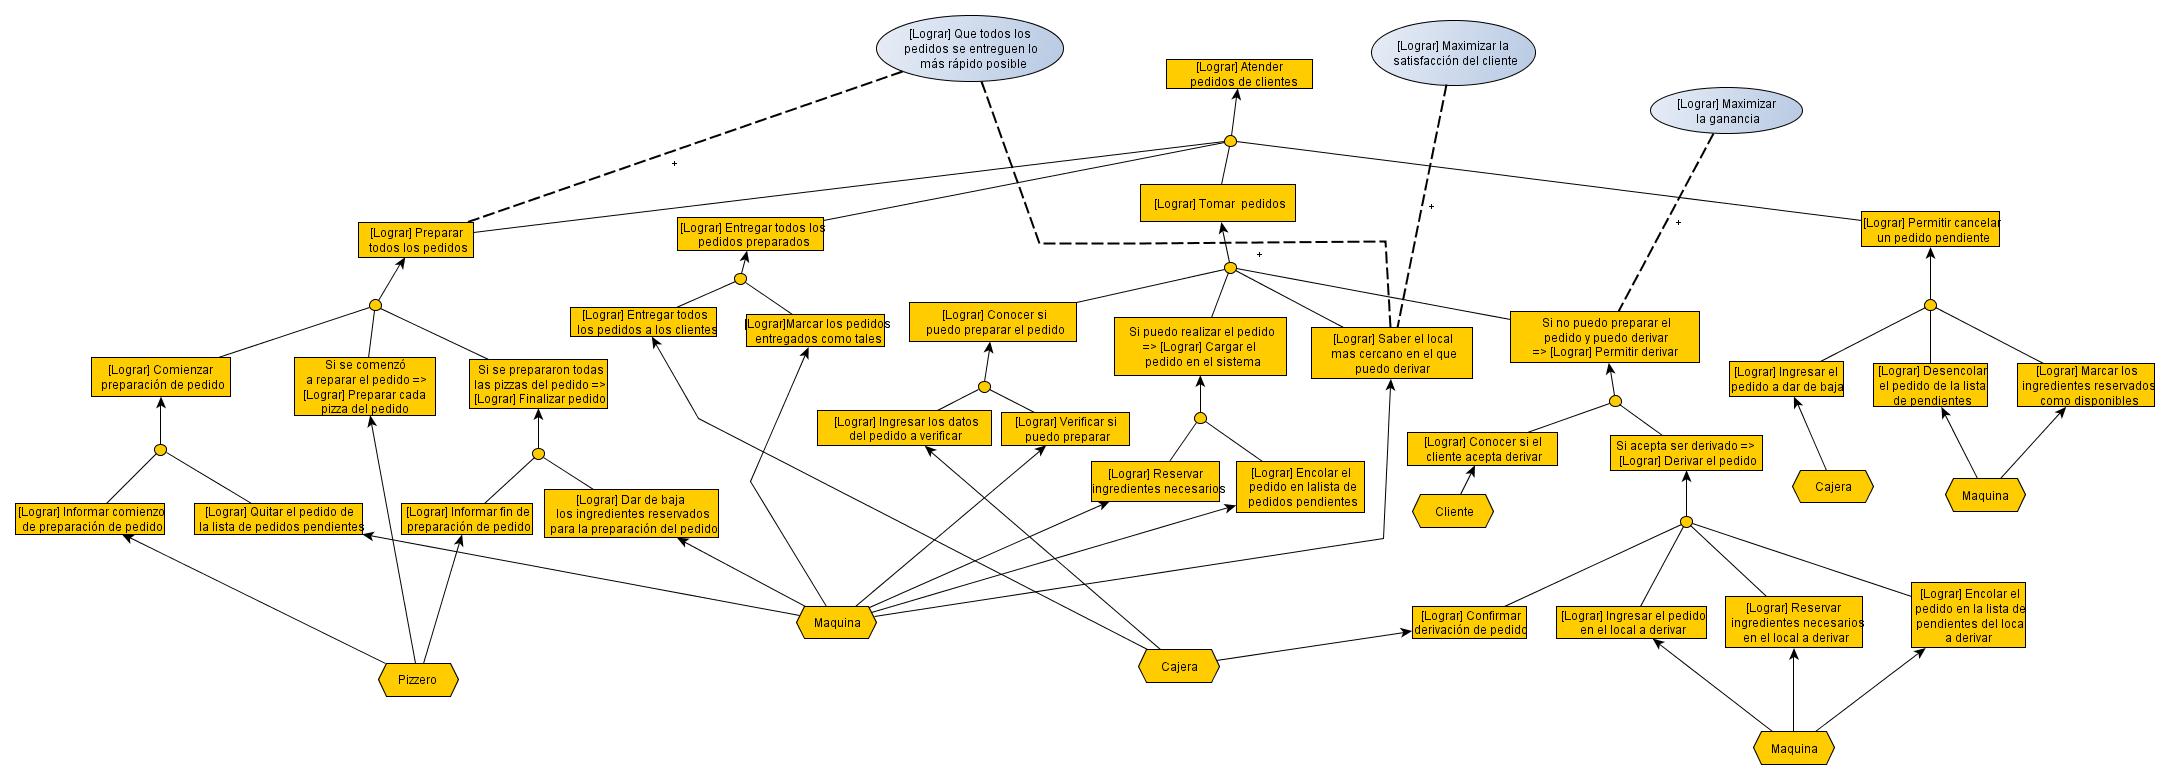 [Lograr] Que todos los
pedidos se entreguen lo
más rápido posible
[Lograr] Maximizar la
satisfacción del cliente
[Lograr] Atender
pedidos de clientes
[Lograr] Maximizar
la ganancia
+
+
+
+
[Lograr] Preparar
todos los pedidos
[Lograr] Entregar todos los
pedidos preparados
[Lograr] Tomar pedidos
[Lograr] Permitir cancelar
un pedido pendiente
[Lograr] Comienzar
preparación de pedido
Si se comenzó
a reparar el pedido =>
[Lograr] Preparar cada
pizza del pedido
Si se prepararon todas
las pizzas del pedido =>
[Lograr] Finalizar pedido
[Lograr] Entregar todos
los pedidos a los clientes
[Lograr]Marcar los pedidos
entregados como tales
[Lograr] Conocer si
puedo preparar el pedido
Si puedo realizar el pedido
=> [Lograr] Cargar el
pedido en el sistema
[Lograr] Saber el local
mas cercano en el que
puedo derivar
Si no puedo preparar el
pedido y puedo derivar
=> [Lograr] Permitir derivar
[Lograr] Ingresar el
pedido a dar de baja
[Lograr] Desencolar
el pedido de la lista
de pendientes
[Lograr] Marcar los
ingredientes reservados
como disponibles
[Lograr] Ingresar los datos
del pedido a verificar
[Lograr] Verificar si
puedo preparar
[Lograr] Conocer si el
cliente acepta derivar
Si acepta ser derivado =>
[Lograr] Derivar el pedido
[Lograr] Reservar
ingredientes necesarios
[Lograr] Encolar el
pedido en lalista de
pedidos pendientes
Cliente
Cajera
Maquina
[Lograr] Informar comienzo
de preparación de pedido
[Lograr] Quitar el pedido de
la lista de pedidos pendientes
[Lograr] Informar fin de
preparación de pedido
[Lograr] Dar de baja
los ingredientes reservados
para la preparación del pedido
[Lograr] Confirmar
derivación de pedido
[Lograr] Ingresar el pedido
en el local a derivar
[Lograr] Reservar
ingredientes necesarios
en el local a derivar
[Lograr] Encolar el
pedido en la lista de
pendientes del loca
a derivar
Maquina
Pizzero
Cajera
Maquina